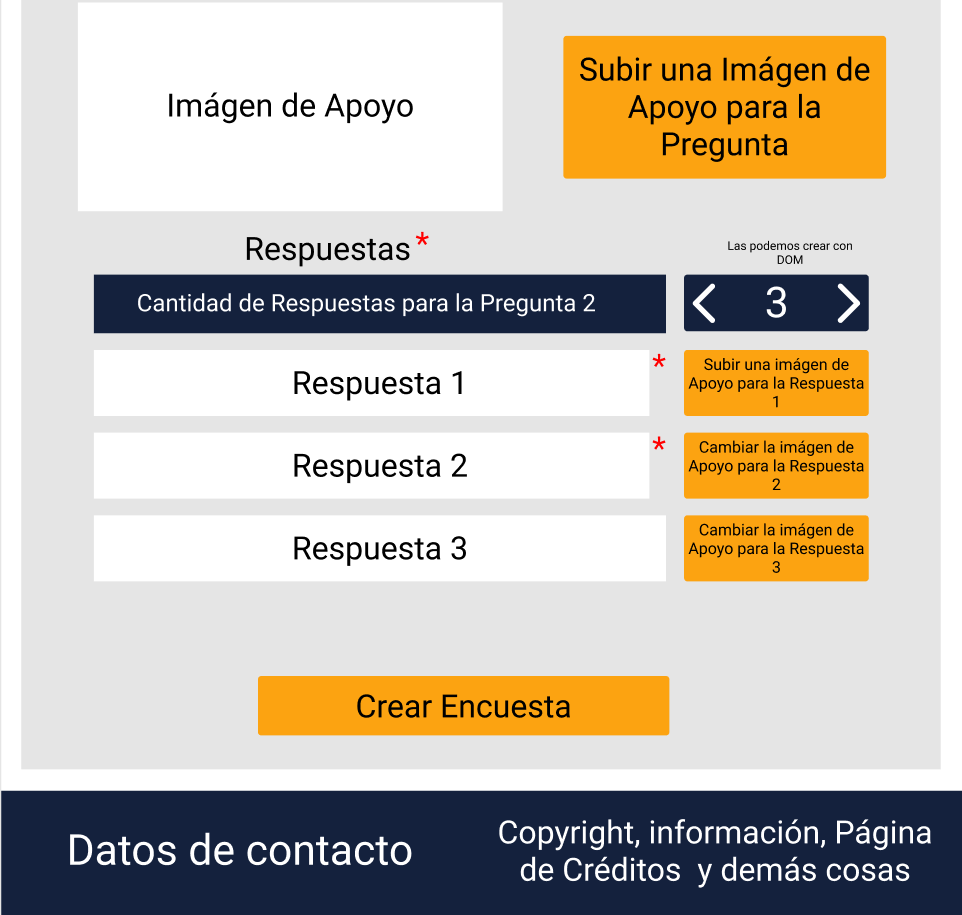 Imágen de Apoyo
Subir una Imágen de
Apoyo para la
Pregunta
Respuestas*
Las podemos crear con
DOM
Cantidad de Respuestas para la Pregunta 2
3
Respuesta 1
*
Subir una imágen de
Apoyo para la Respuesta
1
Respuesta 2
*
Cambiar la imágen de
Apoyo para la Respuesta
2
Respuesta 3
Cambiar la imágen de
Apoyo para la Respuesta
3
Crear Encuesta
Datos de contacto
Copyright, información, Página
de Créditos  y demás cosas